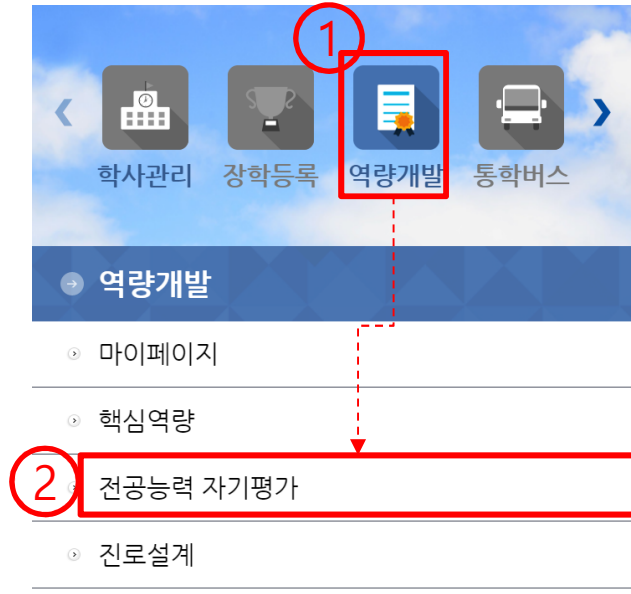 1
학사관리 장학등록 역량개발 통학버스
역량개발
마이페이지
핵심역량
2 전공능력 자기평가
진로설계